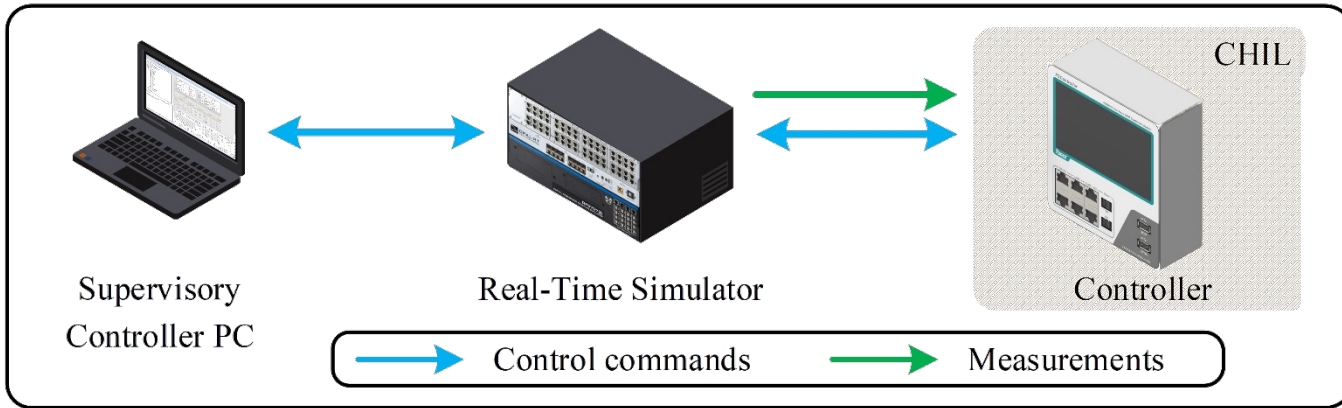 CHIL
Supervisory
Controller PC
Real-Time Simulator
Controller
Control commands
Measurements